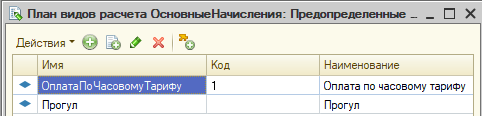 План видов расчета ОсновныеНачисления: Предопределенные ...
Действия
Имя Код Наименование
ОплатаПоЧасовомуТарифу 1 Оплата по часовому тарифу
Прогул Прогул